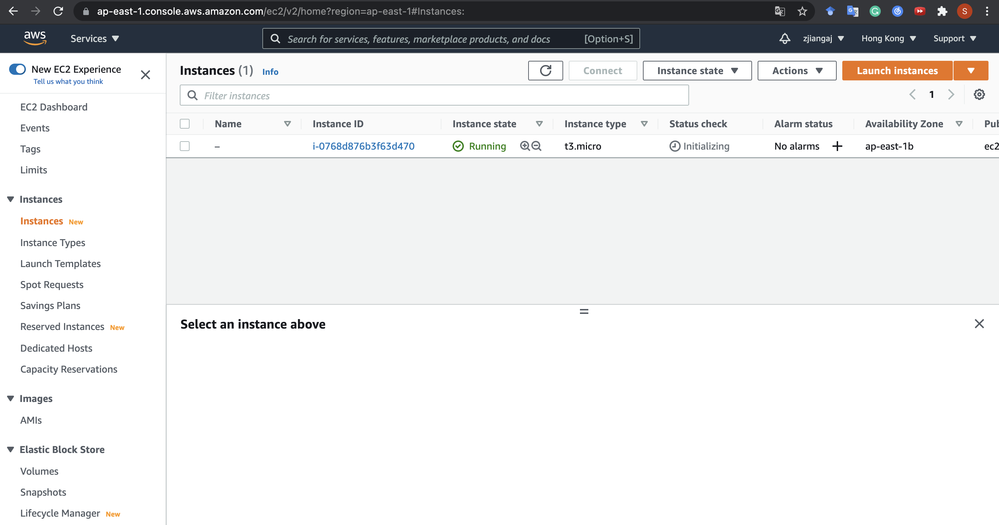 ap-east-1.console.aws.amazon.com/ec2/v2/home?region=ap-east-1#Instances:
S
aws
Services
Search for services, features, marketplace products, and docs
[Option+S]
zjiangaj
Hong Kong
Support
New EC2 Experience
Tell us what you think
EC2 Dashboard
Events
Tags
Limits
Instances
Instances New
Instance Types
Launch Templates
Spot Requests
Savings Plans
Reserved Instances New
Dedicated Hosts
Capacity Reservations
Images
AMIs
Elastic Block Store
Volumes
Snapshots
Lifecycle Manager New
Instances (1) Info
Connect
Instance state
Actions
Launch instances
Filter instances
1
Name Instance ID Instance state Instance type Status check Alarm status Availability Zone Pub
– i-0768d876b3f63d470 Running t3.micro Initializing No alarms + ap-east-1b ec2
Select an instance above